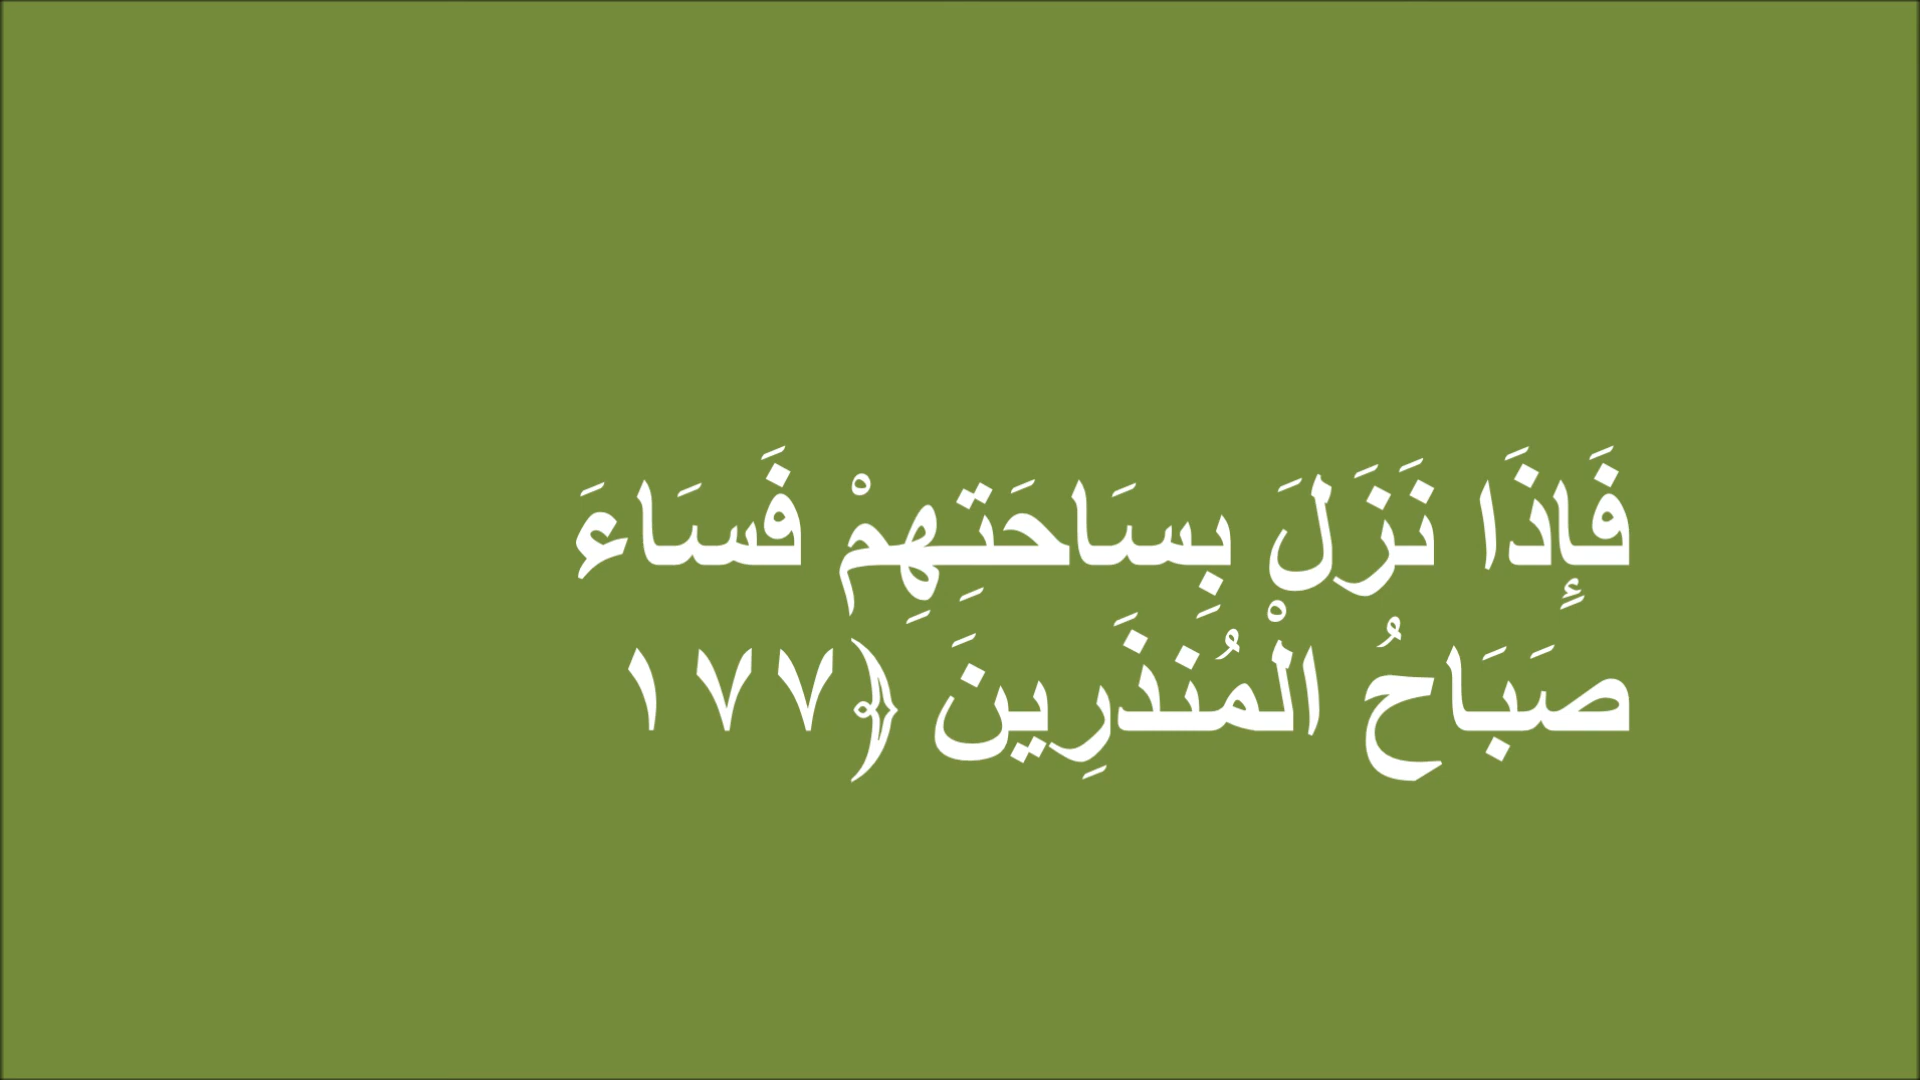 فَإِذَا نَزَلَ بِسَاحَتِهِمْ فَسَاءَ
صَبَاحُ الْمُنذَرِينَ ﴿١٧٧